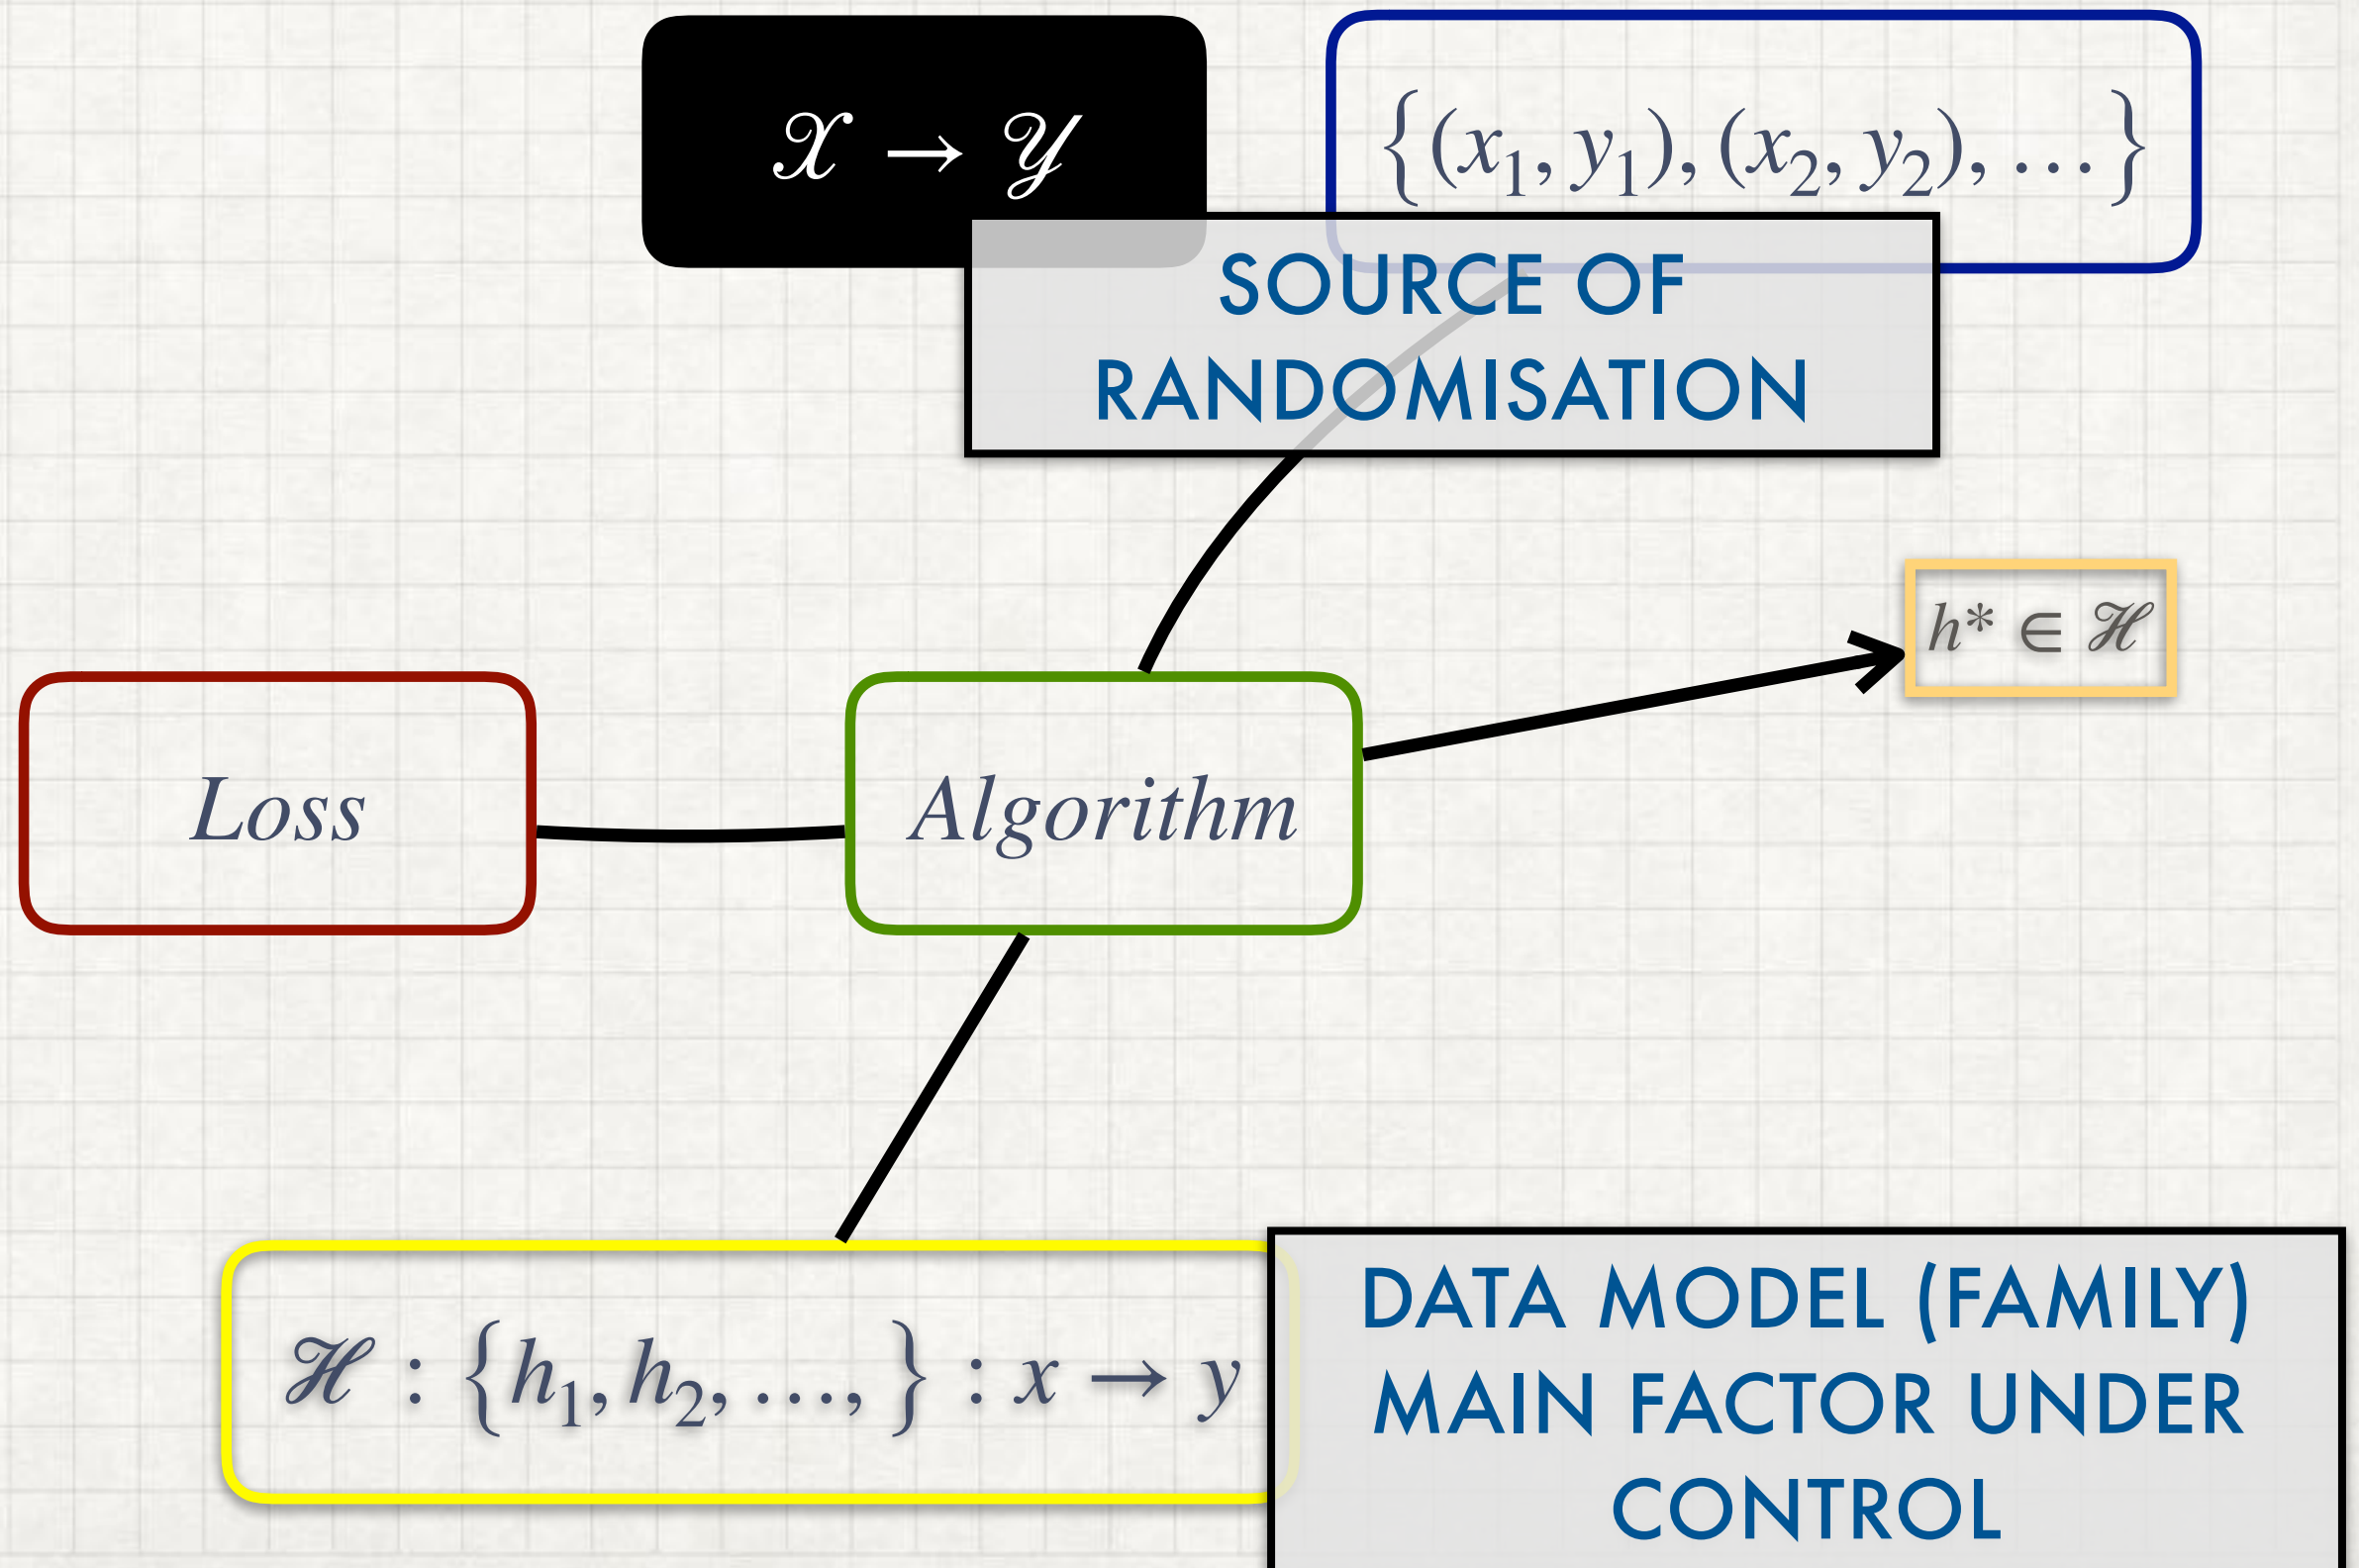 𝒳 → 𝒴
{(x₁, y₁), (x₂, y₂), …}
SOURCE OF
RANDOMISATION
h* ∈ ℋ
Loss
Algorithm
ℋ : {h₁, h₂, …, } : x → y
DATA MODEL (FAMILY)
MAIN FACTOR UNDER
CONTROL